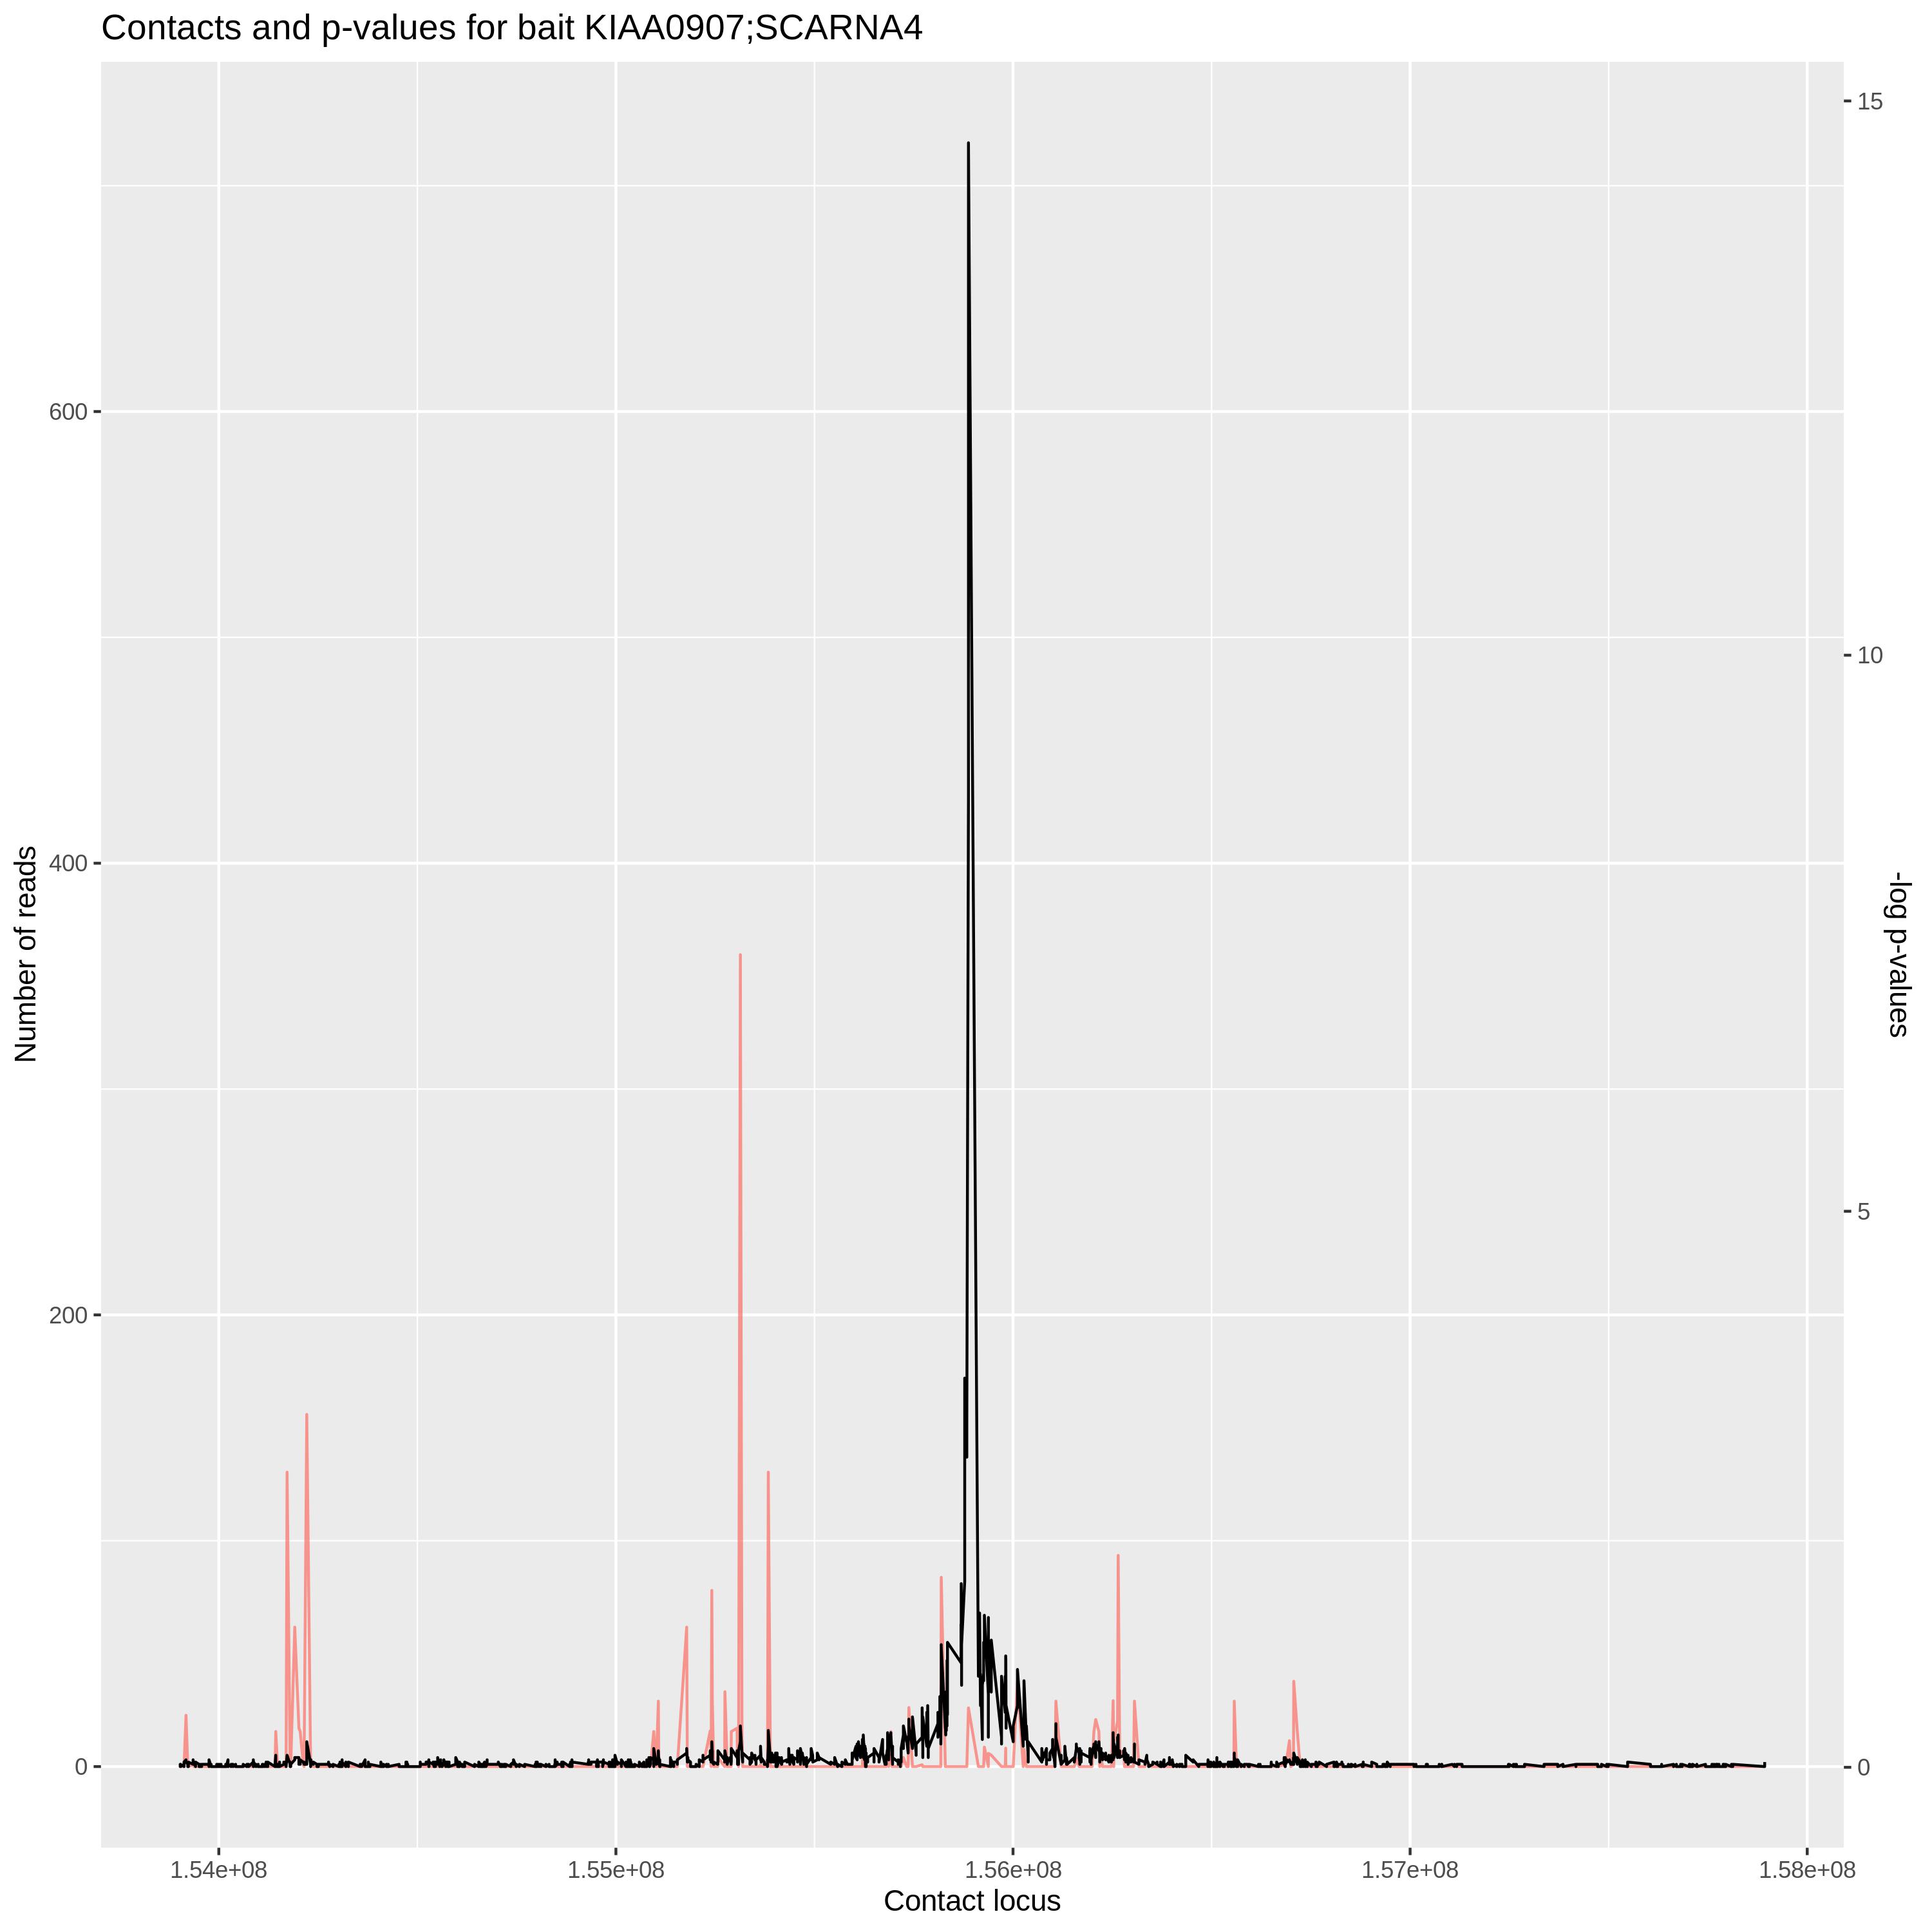 Contacts and p-values for bait KIAA0907;SCARNA4
15
600
10
400
Number of reads
-log p-values
5
200
0
0
1.54e+08
1.55e+08
1.56e+08
1.57e+08
1.58e+08
Contact locus